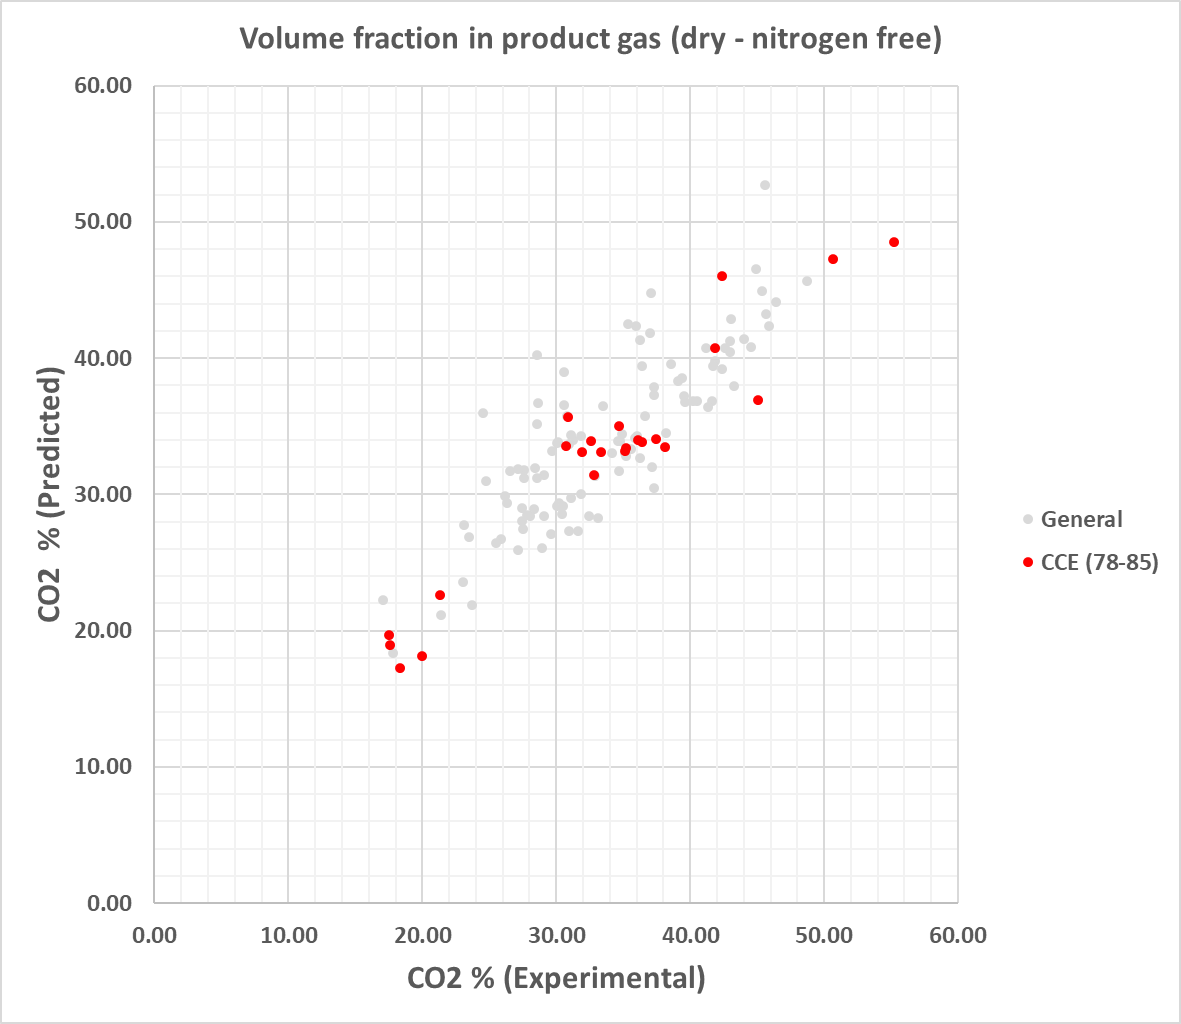 Volume fraction in product gas (dry - nitrogen free)
60.00
50.00
40.00
30.00
20.00
10.00
0.00
CO2  % (Predicted)
0.00 10.00 20.00 30.00 40.00 50.00 60.00
CO2 % (Experimental)
General
CCE (78-85)